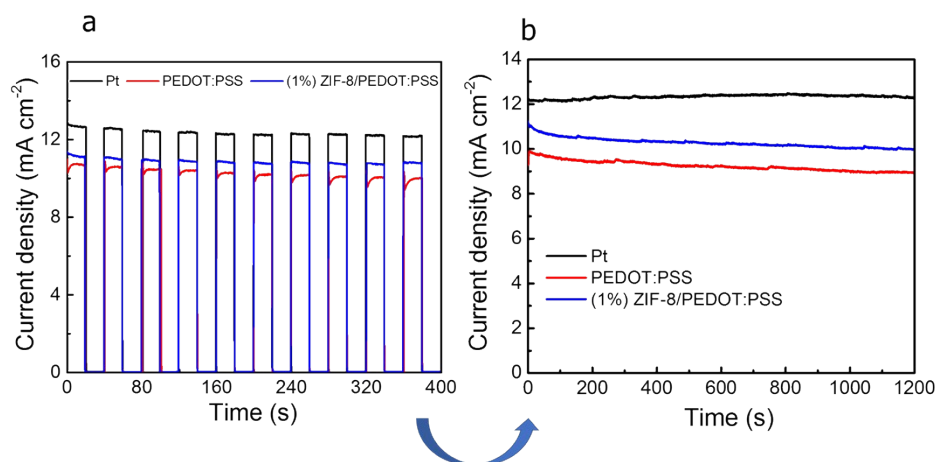 a
16
12
8
4
0
Pt PEDOT:PSS (1%) ZIF-8/PEDOT:PSS
Current density (mA cm-2)
0 80 160 240 320 400
Time (s)
b
14
12
10
8
6
4
2
0
Pt
PEDOT:PSS
(1%) ZIF-8/PEDOT:PSS
Current density (mA cm-2)
0 200 400 600 800 1000 1200
Time (s)